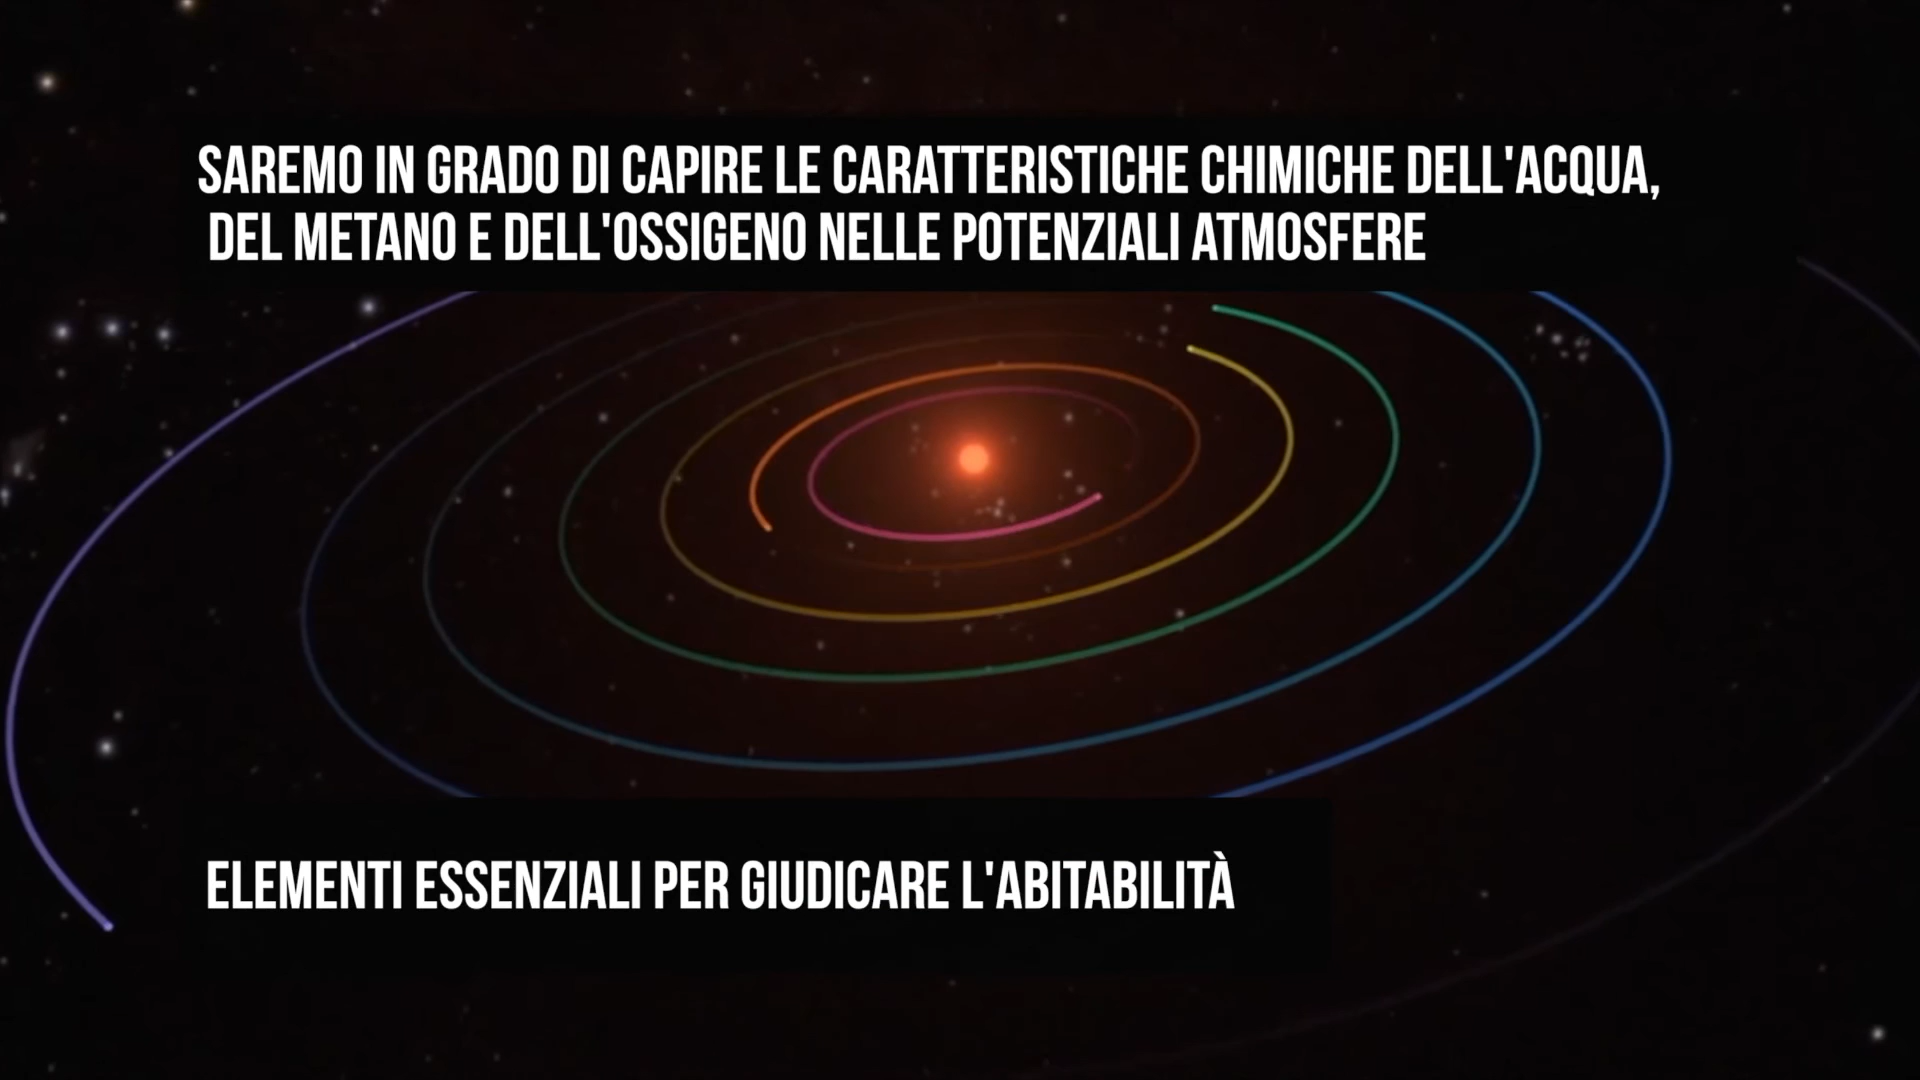 SAREMO IN GRADO DI CAPIRE LE CARATTERISTICHE CHIMICHE DELL'ACQUA,
DEL METANO E DELL'OSSIGENO NELLE POTENZIALI ATMOSFERE
ELEMENTI ESSENZIALI PER GIUDICARE L'ABITABILITÀ